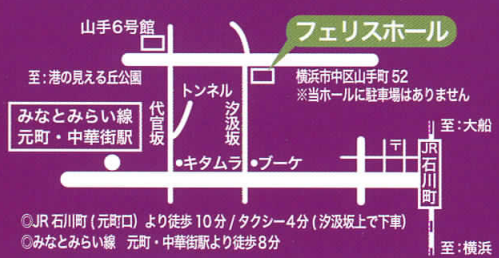 山手6号館
フェリスホール
至:港の見える丘公園
横浜市中区山手町52
※当ホールに駐車場はありません
トンネル
代官坂
汐汲坂
みなとみらい線
元町・中華街駅
•キタムラ
•ブーケ
〒
至:大船
JR石川町
◎JR石川町(元町口)より徒歩10分/タクシー4分(汐汲坂上で下車)
◎みなとみらい線 元町・中華街駅より徒歩8分
至:横浜